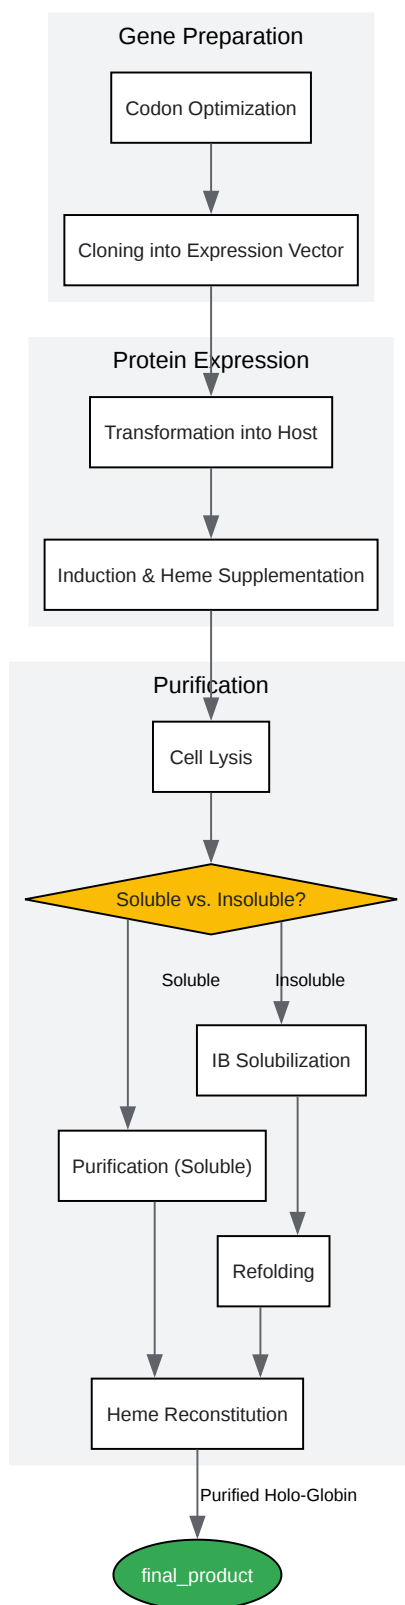 Gene Preparation
Codon Optimization
Cloning into Expression Vector
Protein Expression
Transformation into Host
Induction & Heme Supplementation
Purification
Cell Lysis
Soluble vs. Insoluble?
Soluble
Insoluble
IB Solubilization
Purification (Soluble)
Refolding
Heme Reconstitution
Purified Holo-Globin
final_product